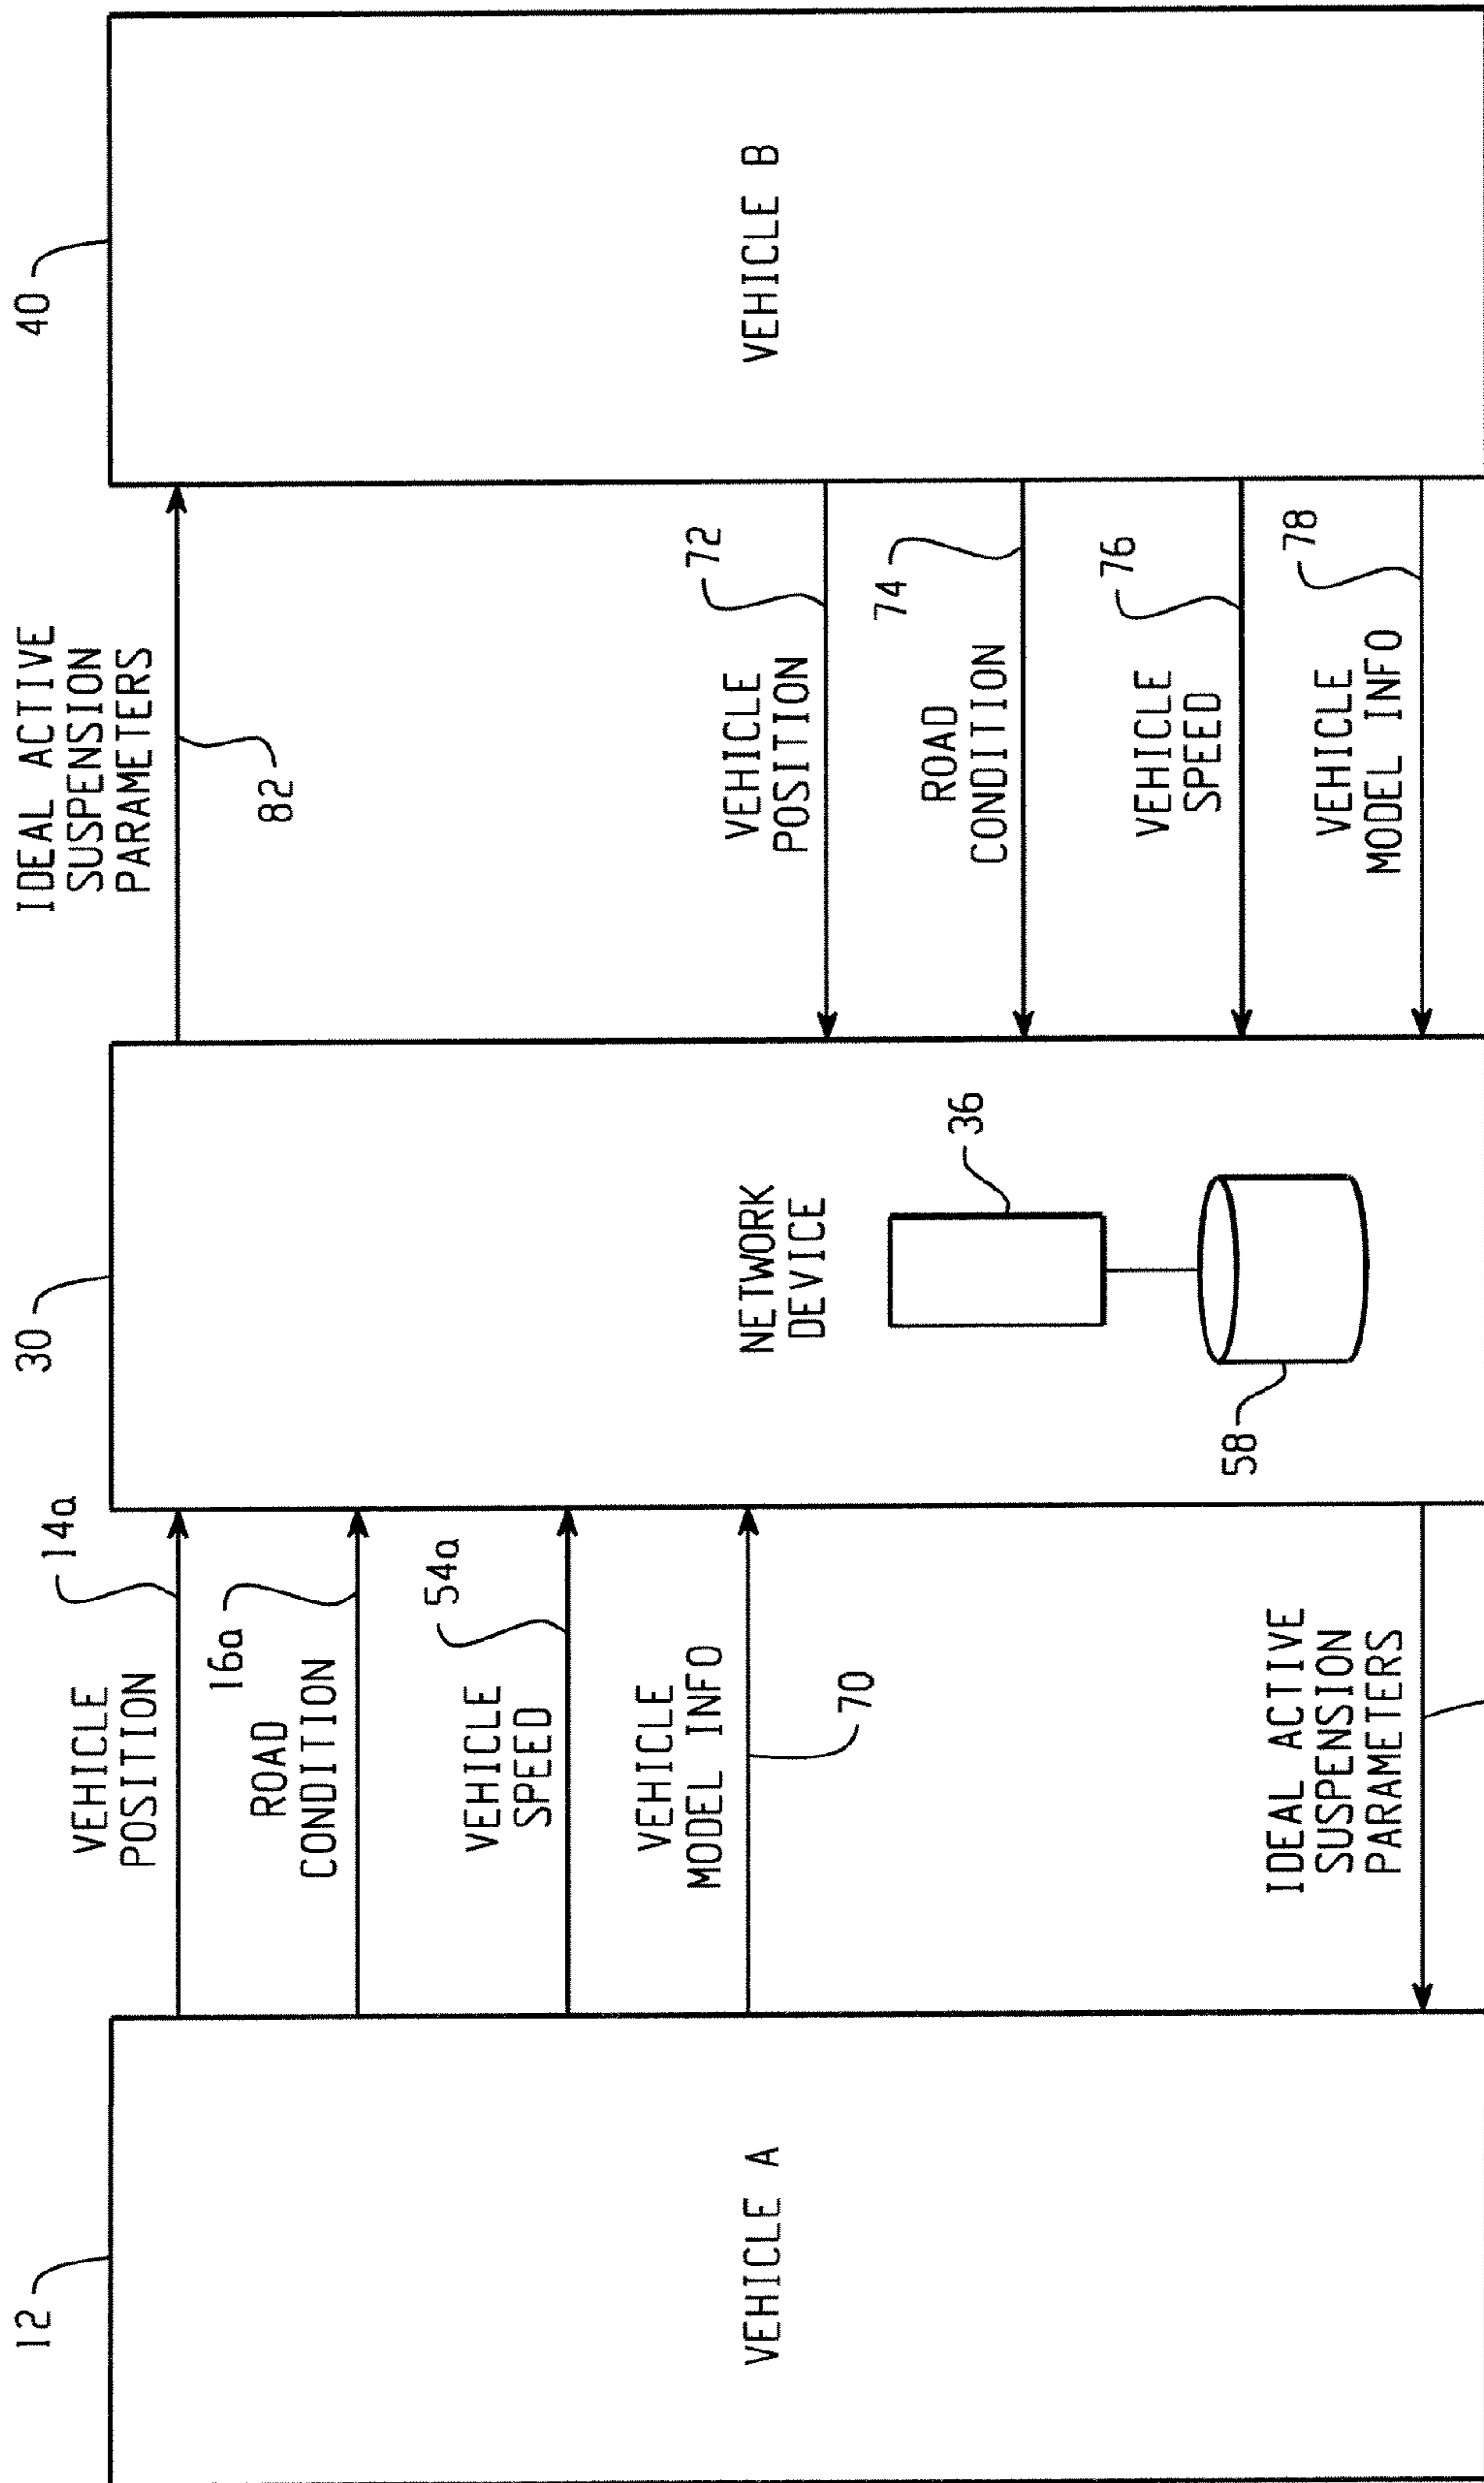 12
30
40
VEHICLE
POSITION
14a
16a
ROAD
CONDITION
VEHICLE
SPEED
54a
VEHICLE
MODEL INFO
70
IDEAL ACTIVE
SUSPENSION
PARAMETERS
VEHICLE A
NETWORK
DEVICE
36
58
IDEAL ACTIVE
SUSPENSION
PARAMETERS
82
VEHICLE
POSITION
72
74
ROAD
CONDITION
VEHICLE
SPEED
76
VEHICLE
MODEL INFO
78
VEHICLE B